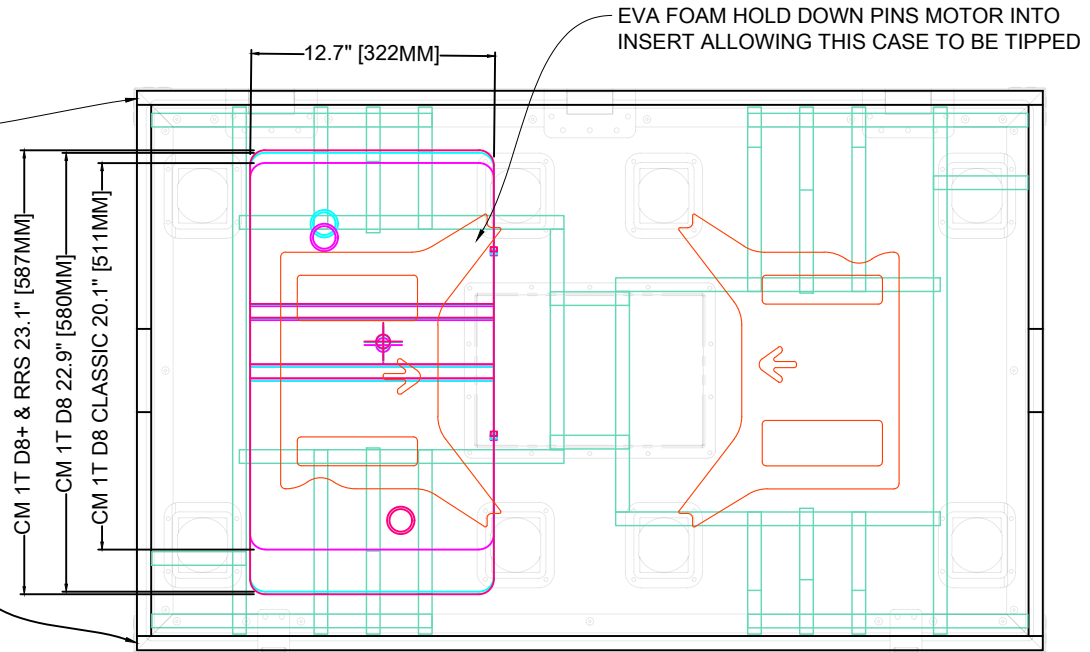 EVA FOAM HOLD DOWN PINS MOTOR INTO
INSERT ALLOWING THIS CASE TO BE TIPPED
12.7" [322MM]
CM 1T D8+ & RRS 23.1" [587MM]
CM 1T D8 22.9" [580MM]
CM 1T D8 CLASSIC 20.1" [511MM]